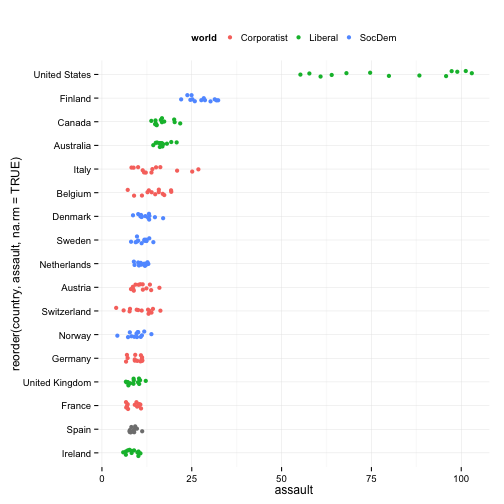 world Corporatist Liberal SocDem
United States
Finland
Canada
Australia
Italy
Belgium
Denmark
Sweden
Netherlands
Austria
Switzerland
Norway
Germany
United Kingdom
France
Spain
Ireland
reorder(country, assault, na.rm = TRUE)
0 25 50 75 100
assault